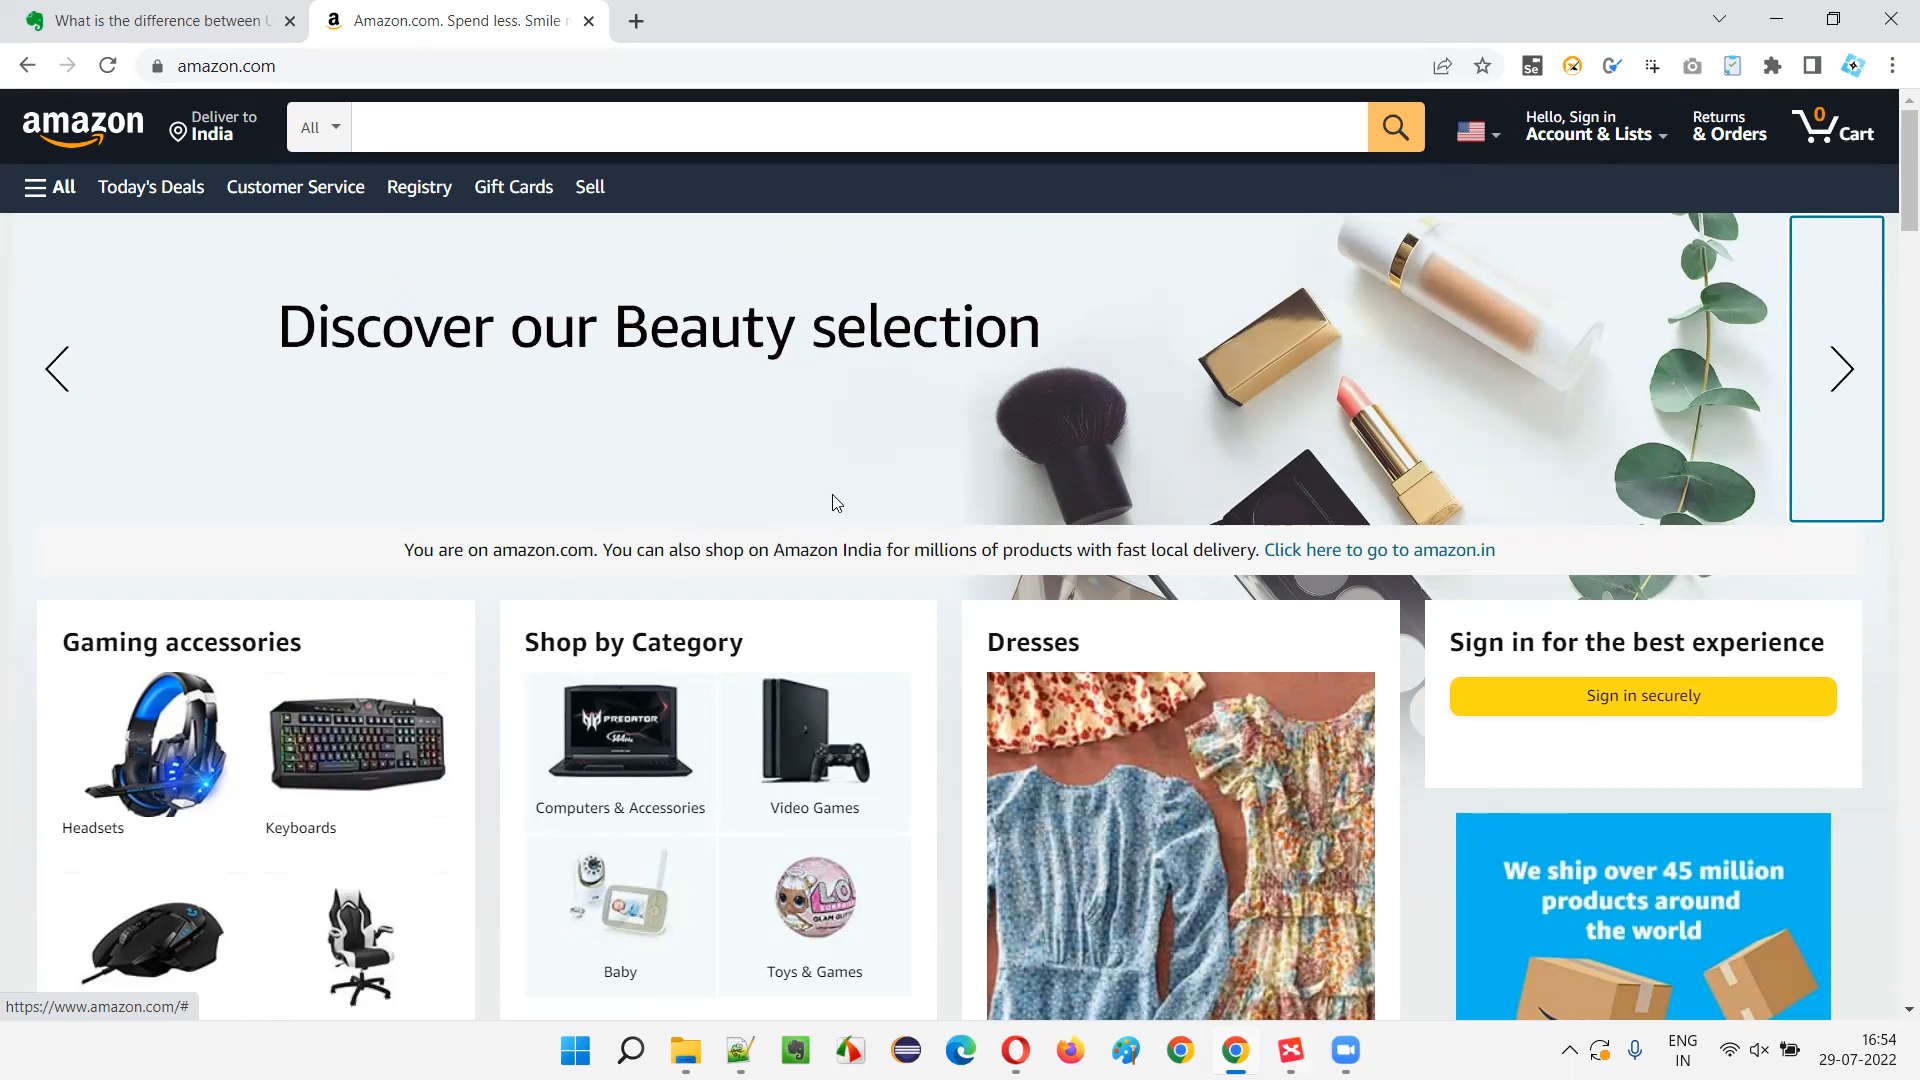 What is the difference between U
Amazon.com. Spend less. Smile m
amazon.com
Se
amazon
Deliver to
India
All
Hello, Sign in
Account & Lists
Returns
& Orders
0
Cart
All
Today's Deals
Customer Service
Registry
Gift Cards
Sell
Discover our Beauty selection
You are on amazon.com. You can also shop on Amazon India for millions of products with fast local delivery. Click here to go to amazon.in
Gaming accessories
Headsets
Keyboards
Shop by Category
PREDATOR
Computers & Accessories
Video Games
Baby
Toys & Games
Dresses
Sign in for the best experience
Sign in securely
We ship over 45 million
products around
the world
https://www.amazon.com/#
ENG
IN
16:54
29-07-2022